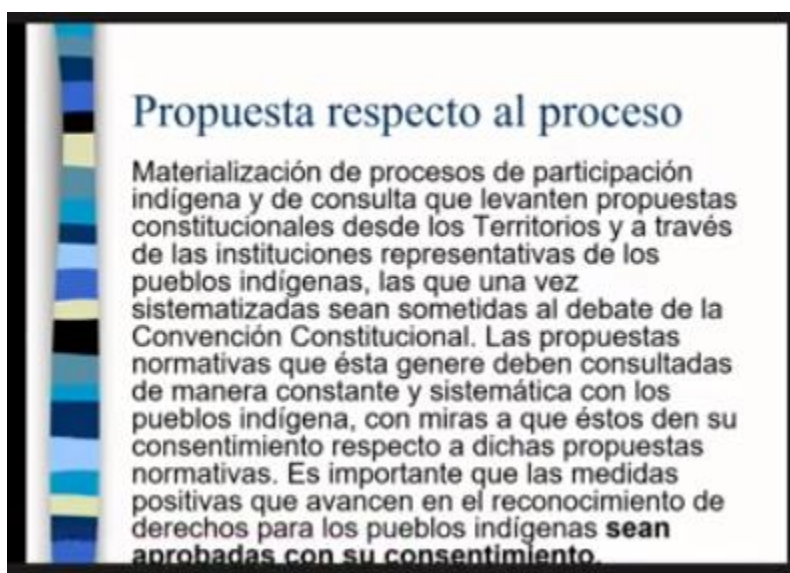 Propuesta respecto al proceso
Materialización de procesos de participación
indígena y de consulta que levanten propuestas
constitucionales desde los Territorios y a través
de las instituciones representativas de los
pueblos indígenas, las que una vez
sistematizadas sean sometidas al debate de la
Convención Constitucional. Las propuestas
normativas que ésta genere deben consultadas
de manera constante y sistemática con los
pueblos indígena, con miras a que éstos den su
consentimiento respecto a dichas propuestas
normativas. Es importante que las medidas
positivas que avancen en el reconocimiento de
derechos para los pueblos indígenas sean
aprobadas con su consentimiento.